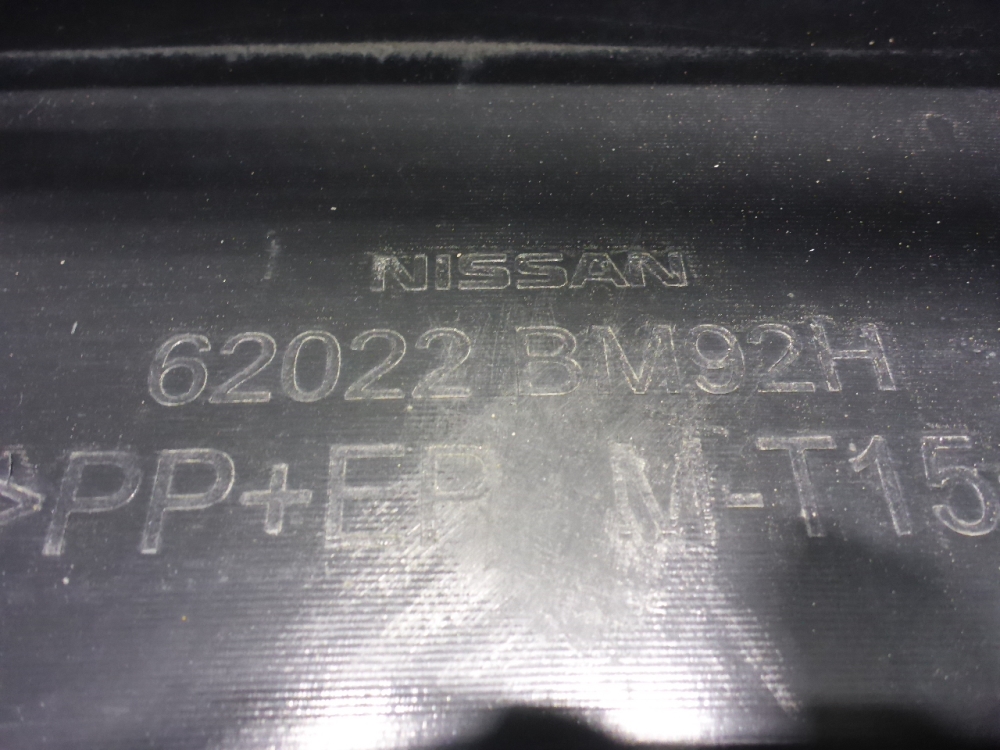 NISSAN
62022 BM92H
>PP+EP M-T15